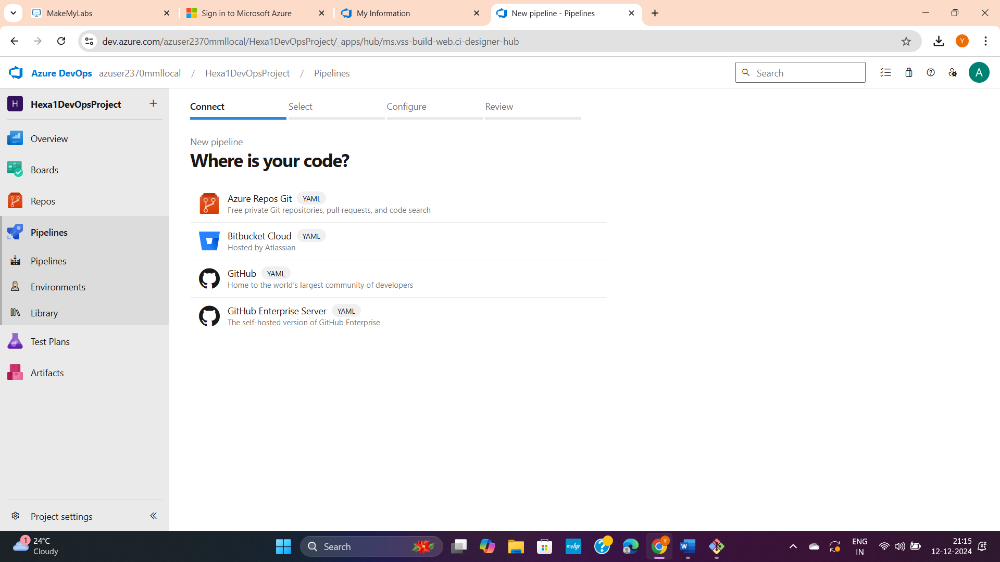 MakeMyLabs
Sign in to Microsoft Azure
My Information
New pipeline - Pipelines
dev.azure.com/azuser2370mmllocal/Hexa1DevOpsProject/_apps/hub/ms.vss-build-web.ci-designer-hub
Y
Azure DevOps azuser2370mmllocal / Hexa1DevOpsProject / Pipelines
Search
A
H Hexa1DevOpsProject
Overview
Boards
Repos
Pipelines
Pipelines
Environments
Library
Test Plans
Artifacts
Project settings
Connect Select Configure Review
New pipeline
Where is your code?
Azure Repos Git YAML
Free private Git repositories, pull requests, and code search
Bitbucket Cloud YAML
Hosted by Atlassian
GitHub YAML
Home to the world’s largest community of developers
GitHub Enterprise Server YAML
The self-hosted version of GitHub Enterprise
1
24°C
Cloudy
Search
myhp
Y
W
ENG
IN
21:15
12-12-2024